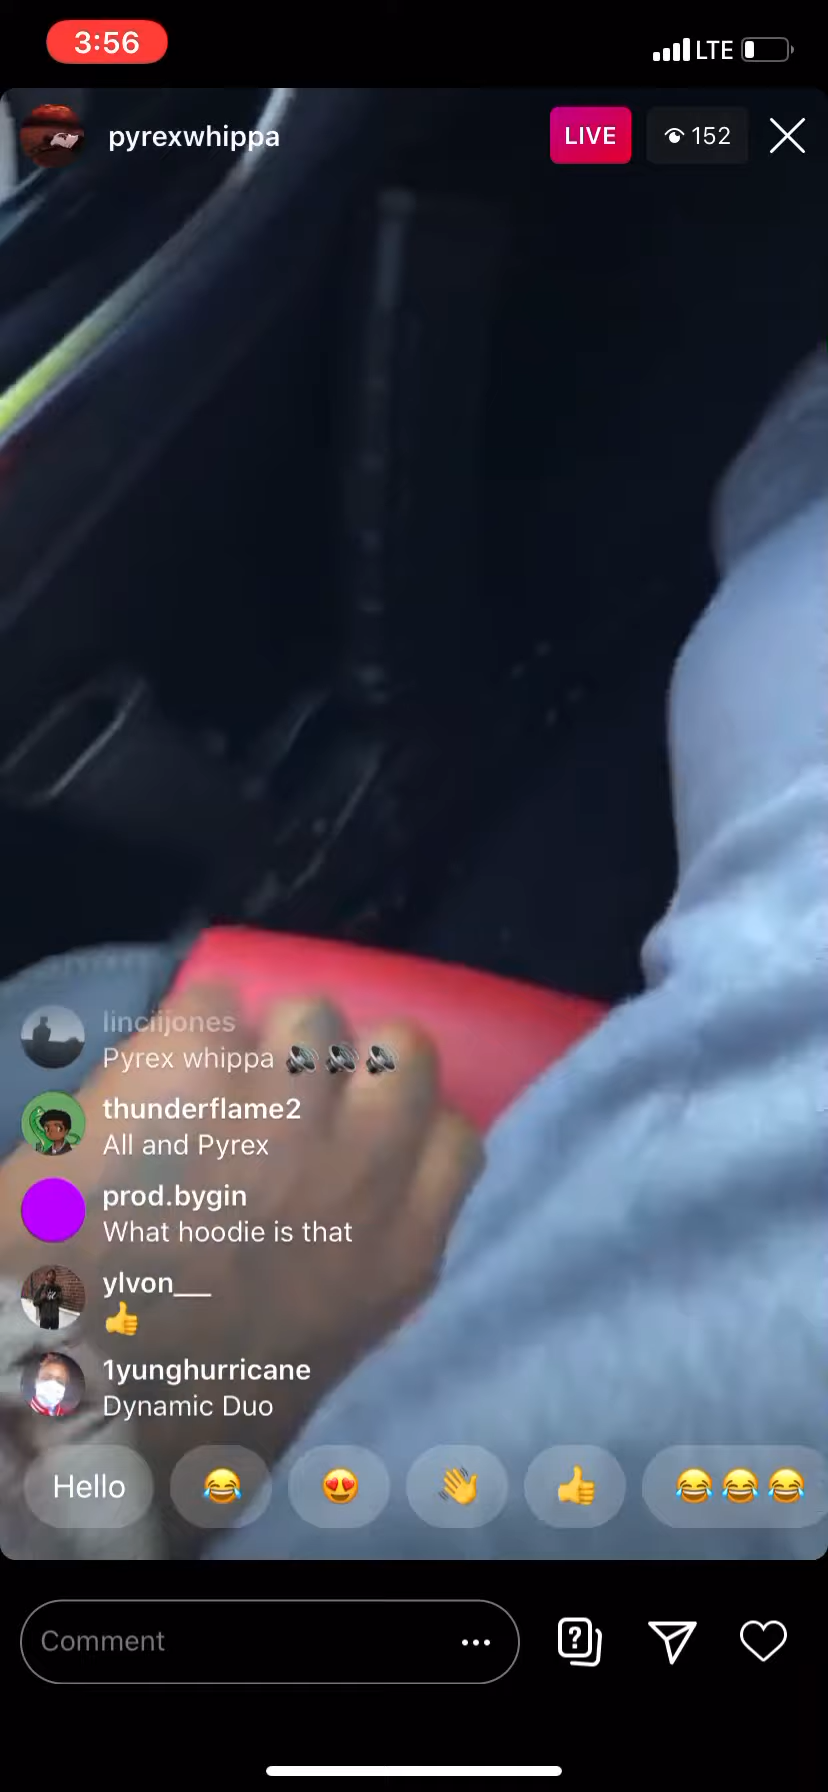 3:56
LTE
pyrexwhippa
LIVE
152
linciijones
Pyrex whippa 🔊🔊🔊
thunderflame2
All and Pyrex
prod.bygin
What hoodie is that
ylvon___
👍
1yunghurricane
Dynamic Duo
Hello 😂 😍 👋 👍 😂😂😂
Comment